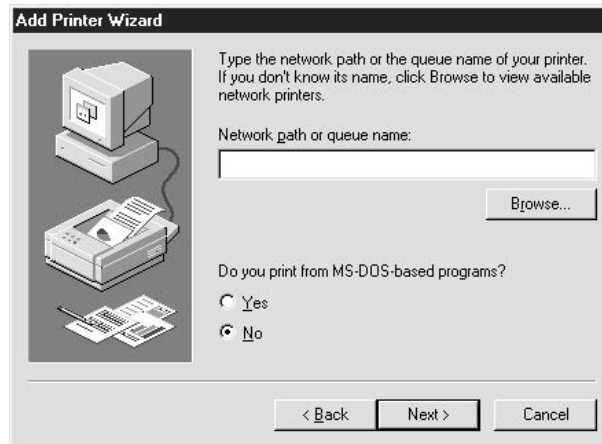 Add Printer Wizard
Type the network path or the queue name of your printer.
If you don't know its name, click Browse to view available
network printers.
Network path or queue name:
Browse...
Do you print from MS-DOS-based programs?
Yes
No
< Back
Next >
Cancel